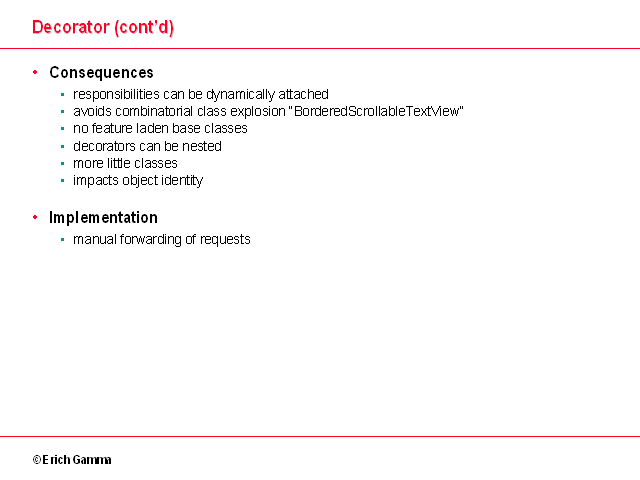 Decorator (cont'd)
• Consequences
• responsibilities can be dynamically attached
• avoids combinatorial class explosion "BorderedScrollableTextView"
• no feature laden base classes
• decorators can be nested
• more little classes
• impacts object identity
• Implementation
• manual forwarding of requests
© Erich Gamma